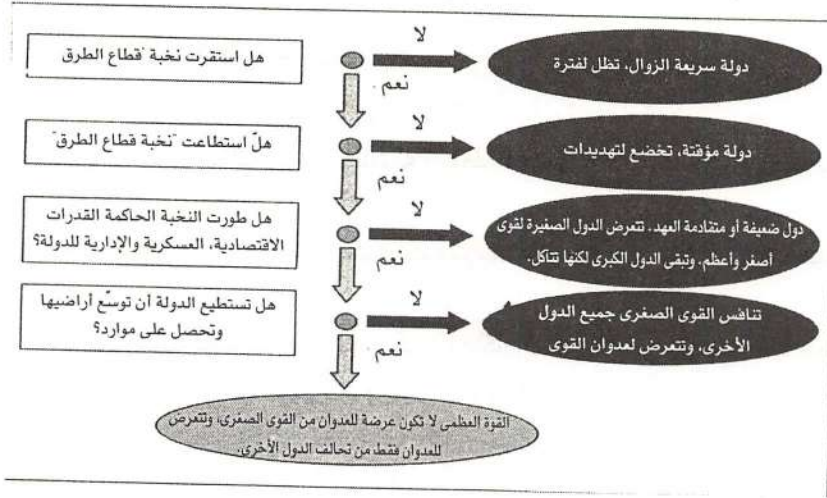 هل استقرت نخبة "قطاع الطرق
لا
دولة سريعة الزوال، تظل لفترة
نعم
هلّ استطاعت "نخبة قطاع الطرق"
لا
دولة مؤقتة، تخضع لتهديدات
نعم
هل طورت النخبة الحاكمة القدرات
الاقتصادية، العسكرية والإدارية للدولة؟
لا
دول ضعيفة أو متقادمة العهد. تتعرض الدول الصغيرة لقوى
أصغر وأعظم. وتبقى الدول الكبرى لكنها تتآكل.
نعم
هل تستطيع الدولة أن توسّع أراضيها
وتحصل على موارد؟
لا
تنافس القوى الصغرى جميع الدول
الأخرى، وتتعرض لعدوان القوى
نعم
القوة العظمى لا تكون عرضة للعدوان من القوى الصغرى، وتتعرض
للعدوان فقط من تحالف الدول الأخرى.